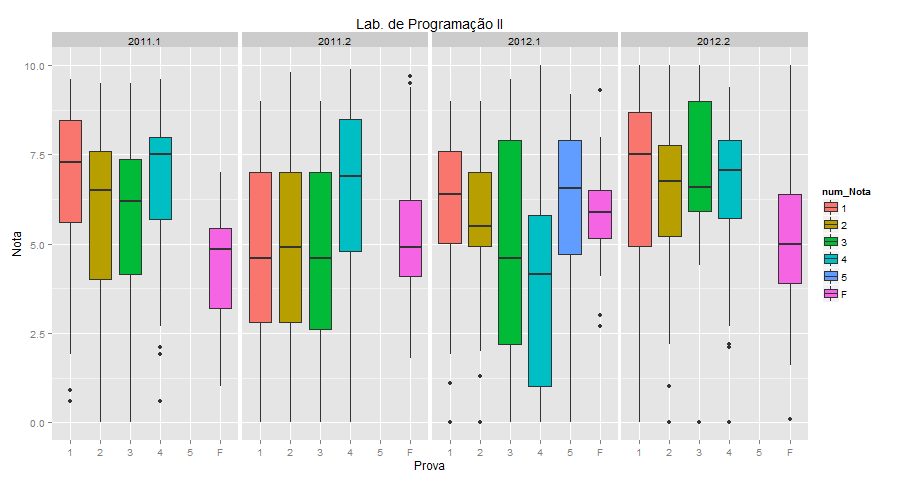 Lab. de Programação II
2011.1 2011.2 2012.1 2012.2
10.0
7.5
5.0
2.5
0.0
Nota
1 2 3 4 5 F 1 2 3 4 5 F 1 2 3 4 5 F 1 2 3 4 5 F
Prova
num_Nota
1
2
3
4
5
F